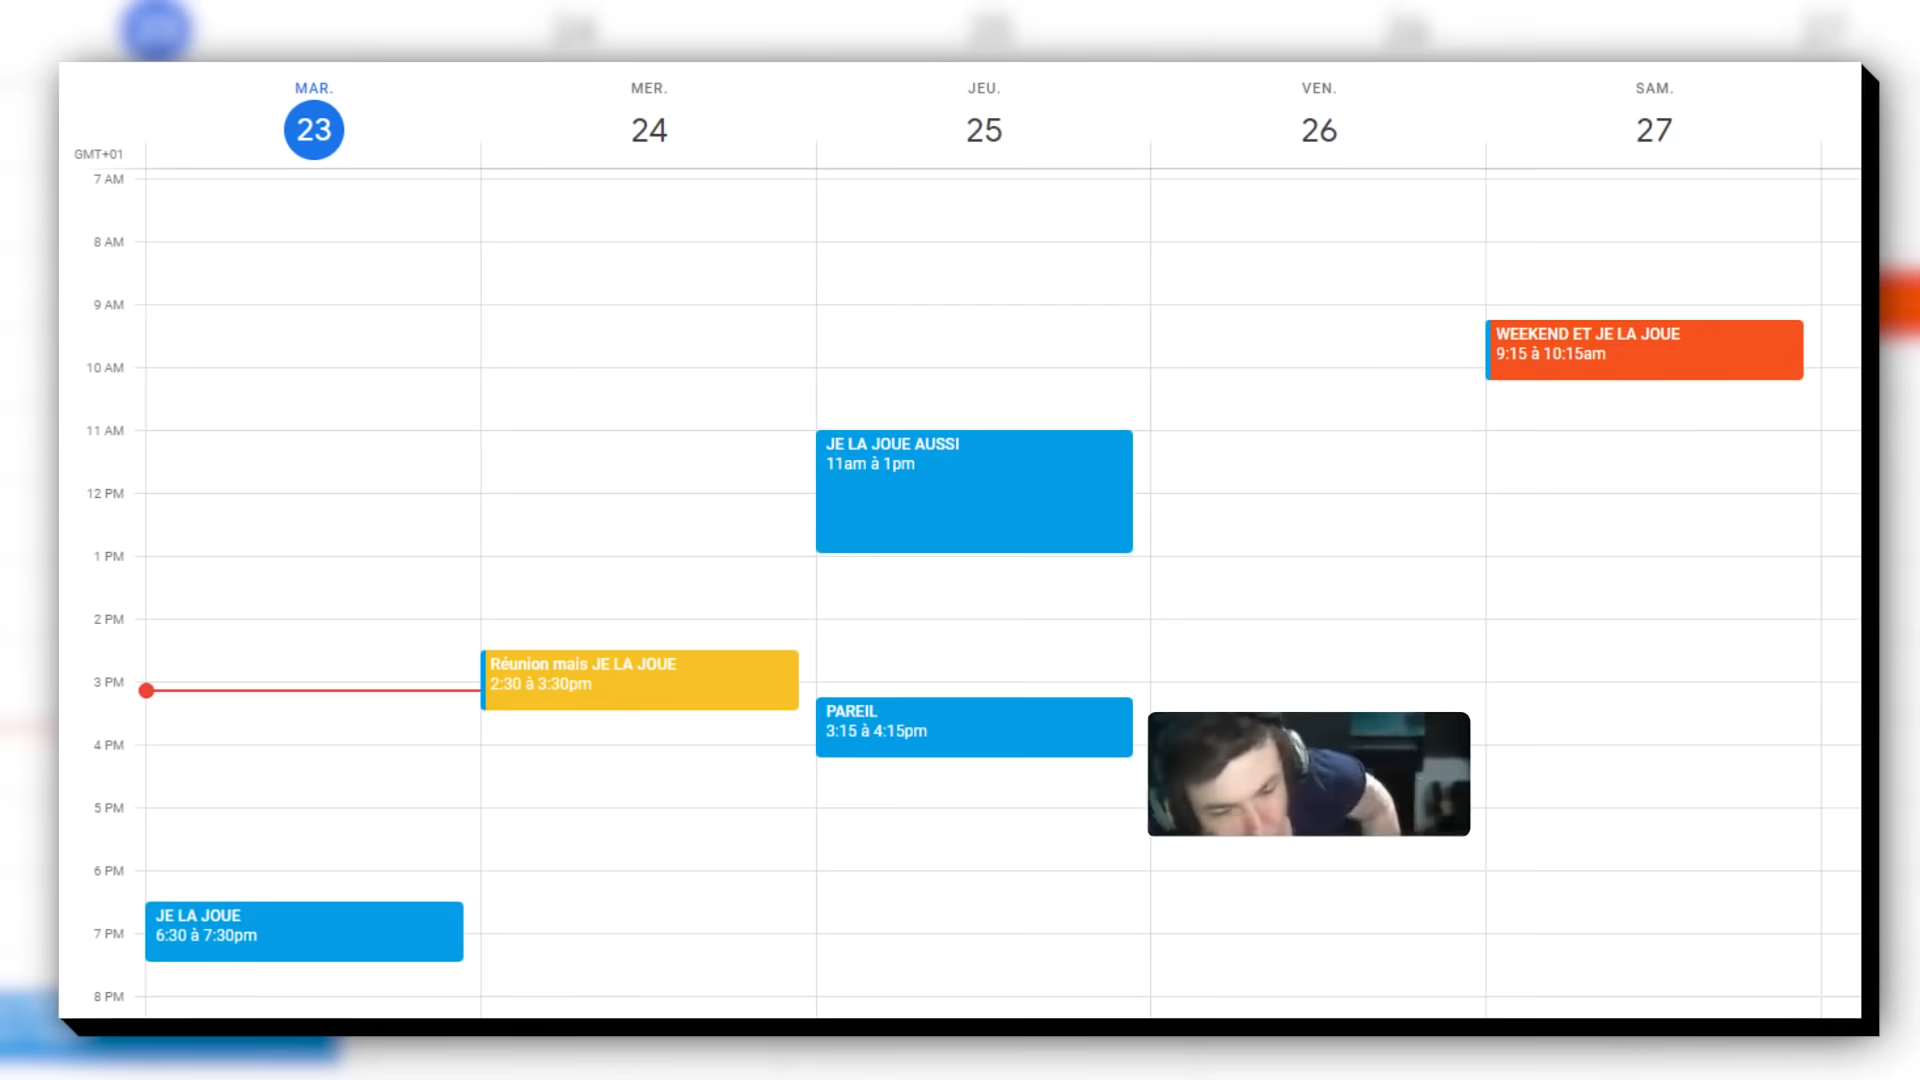 MAR.
MER.
JEU.
VEN.
SAM.
23
24
25
26
27
GMT+01
7 AM
8 AM
9 AM
WEEKEND ET JE LA JOUE
9:15 à 10:15am
10 AM
11 AM
JE LA JOUE AUSSI
11am à 1pm
12 PM
1 PM
2 PM
Réunion mais JE LA JOUE
2:30 à 3:30pm
3 PM
PAREIL
3:15 à 4:15pm
4 PM
5 PM
6 PM
JE LA JOUE
6:30 à 7:30pm
7 PM
8 PM